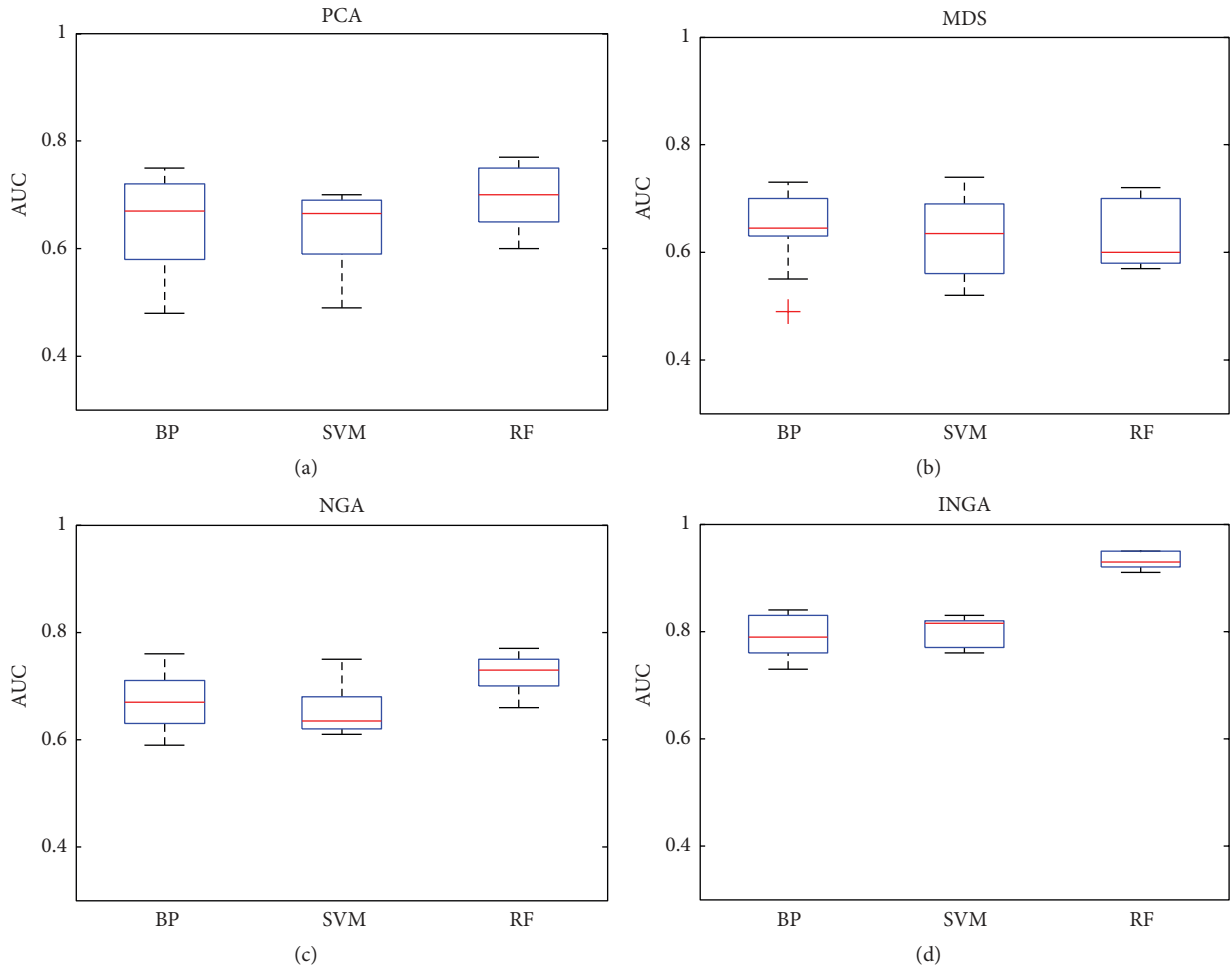 PCA
1
0.8
0.6
0.4
AUC
BP SVM RF
(a)
MDS
1
0.8
0.6
0.4
AUC
BP SVM RF
(b)
NGA
1
0.8
0.6
0.4
AUC
BP SVM RF
(c)
INGA
1
0.8
0.6
0.4
AUC
BP SVM RF
(d)